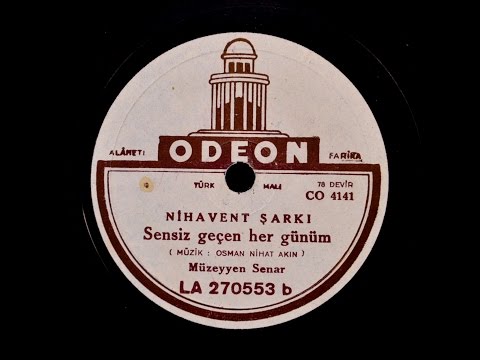 ODEON
ALÂMETİ FARİKA
TÜRK MALI
78 DEVİR
CO 4141
NİHAVENT ŞARKI
Sensiz geçen her günüm
( MÜZİK : OSMAN NİHAT AKIN )
Müzeyyen Senar
LA 270553 b